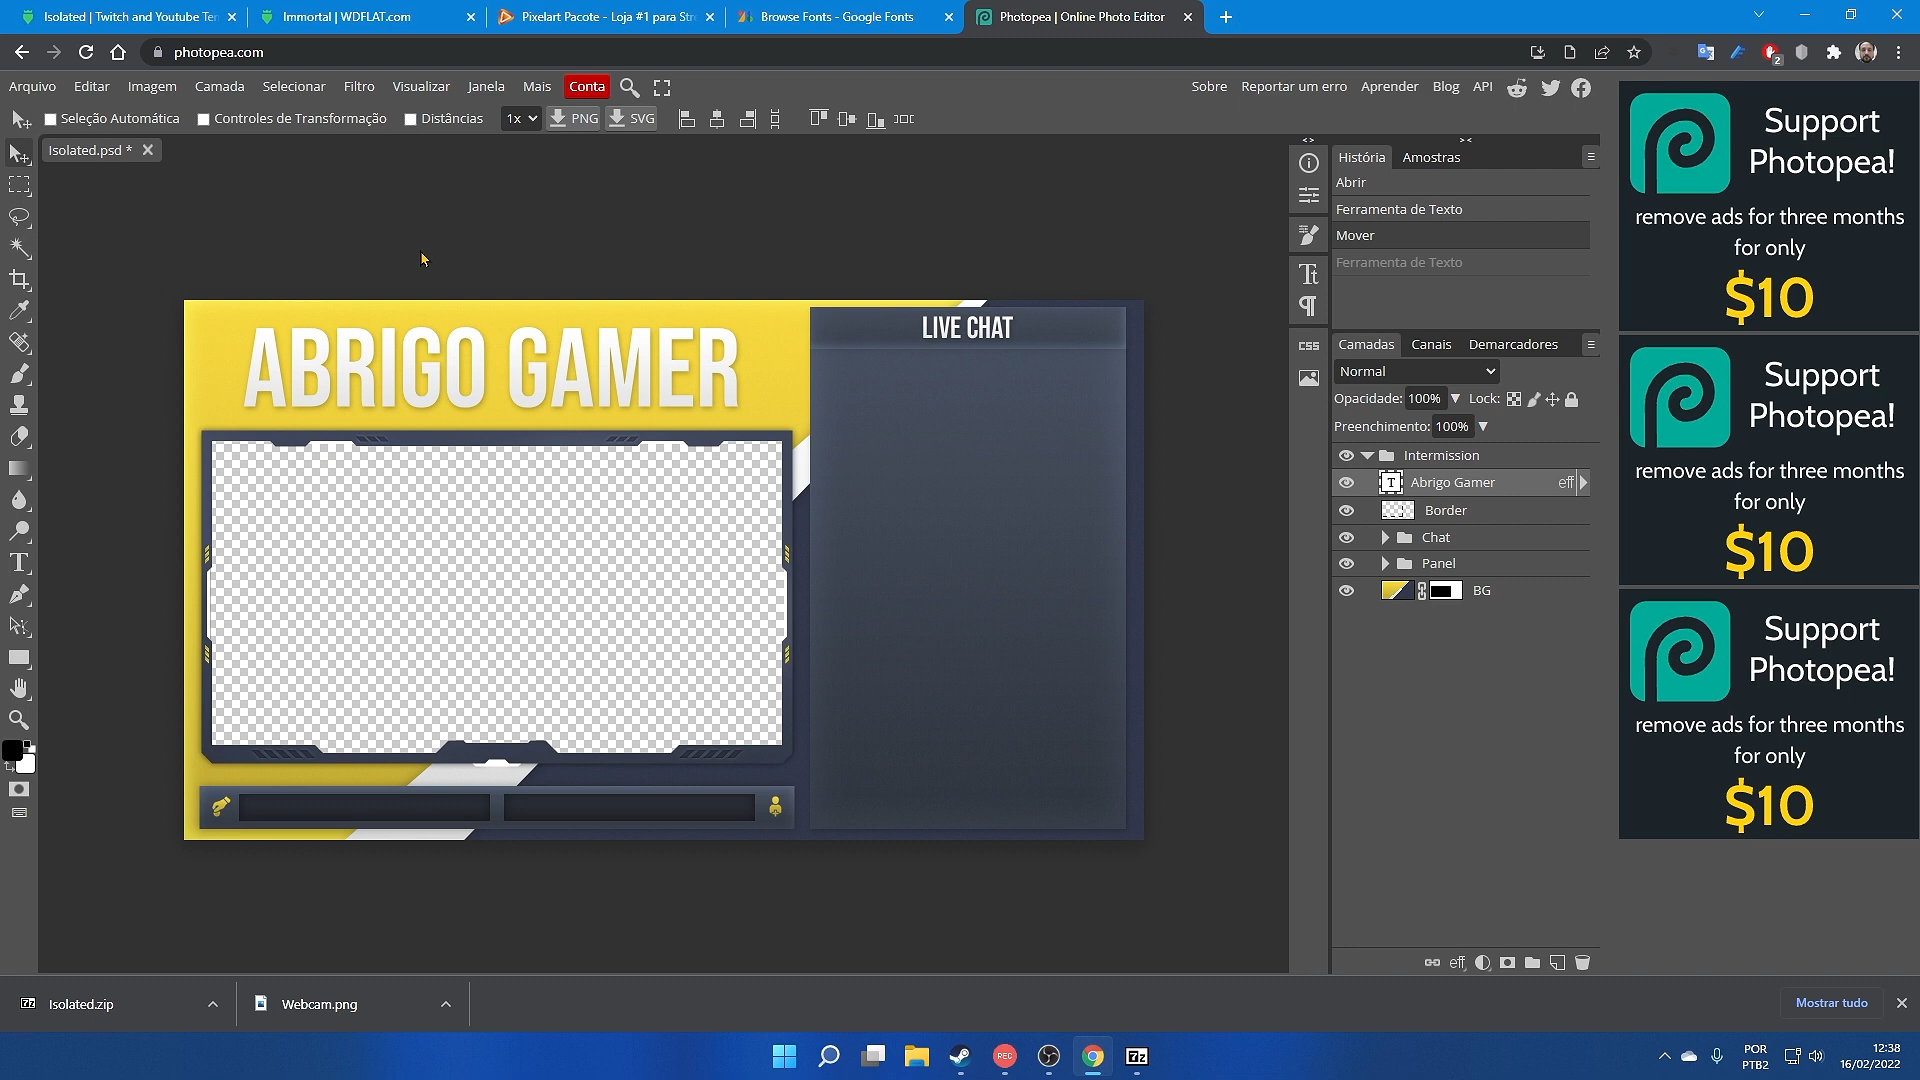 Isolated | Twitch and Youtube Ter
Immortal | WDFLAT.com
Pixelart Pacote - Loja #1 para Str
Browse Fonts - Google Fonts
Photopea | Online Photo Editor
photopea.com
2
Arquivo Editar Imagem Camada Selecionar Filtro Visualizar Janela Mais Conta
Sobre Reportar um erro Aprender Blog API
Seleção Automática Controles de Transformação Distâncias 1x PNG SVG
Isolated.psd *
ABRIGO GAMER
LIVE CHAT
CSS
História Amostras
Abrir
Ferramenta de Texto
Mover
Ferramenta de Texto
Camadas Canais Demarcadores
Normal
Opacidade: 100% Lock:
Preenchimento: 100%
Intermission
T Abrigo Gamer eff
Border
Chat
Panel
BG
eff
Support
Photopea!
remove ads for three months
for only
$10
Support
Photopea!
remove ads for three months
for only
$10
Support
Photopea!
remove ads for three months
for only
$10
7z Isolated.zip
Webcam.png
Mostrar tudo
REC
7z
POR
PTB2
12:38
16/02/2022